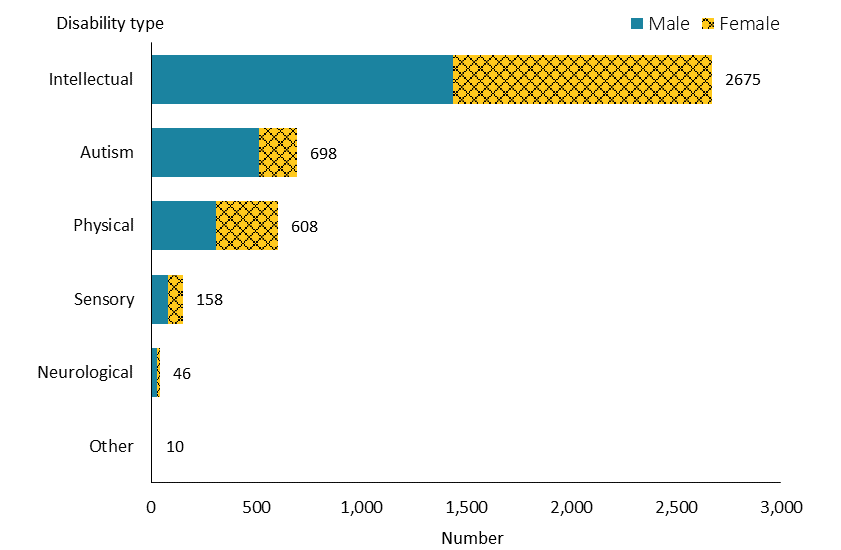 Disability type
Male Female
Intellectual 2675
Autism 698
Physical 608
Sensory 158
Neurological 46
Other 10
0 500 1,000 1,500 2,000 2,500 3,000
Number